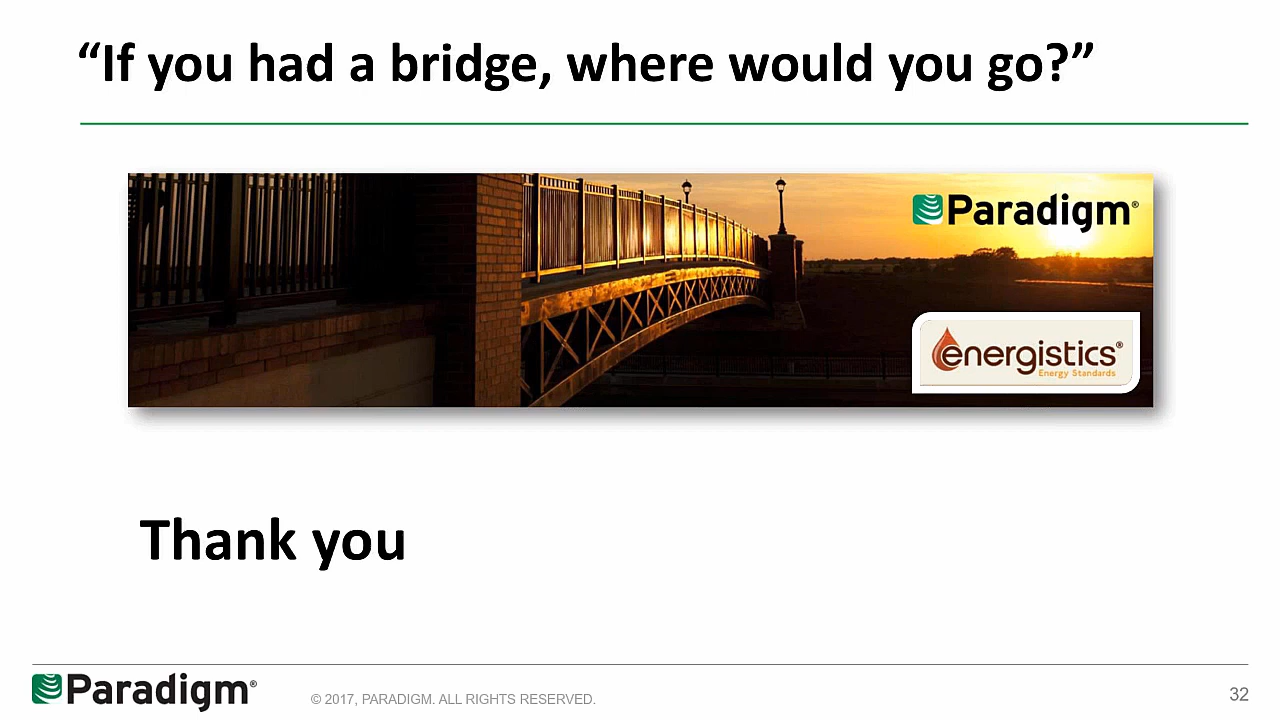 “If you had a bridge, where would you go?”
Paradigm®
energistics®
Energy Standards
Thank you
Paradigm®
© 2017, PARADIGM. ALL RIGHTS RESERVED.
32